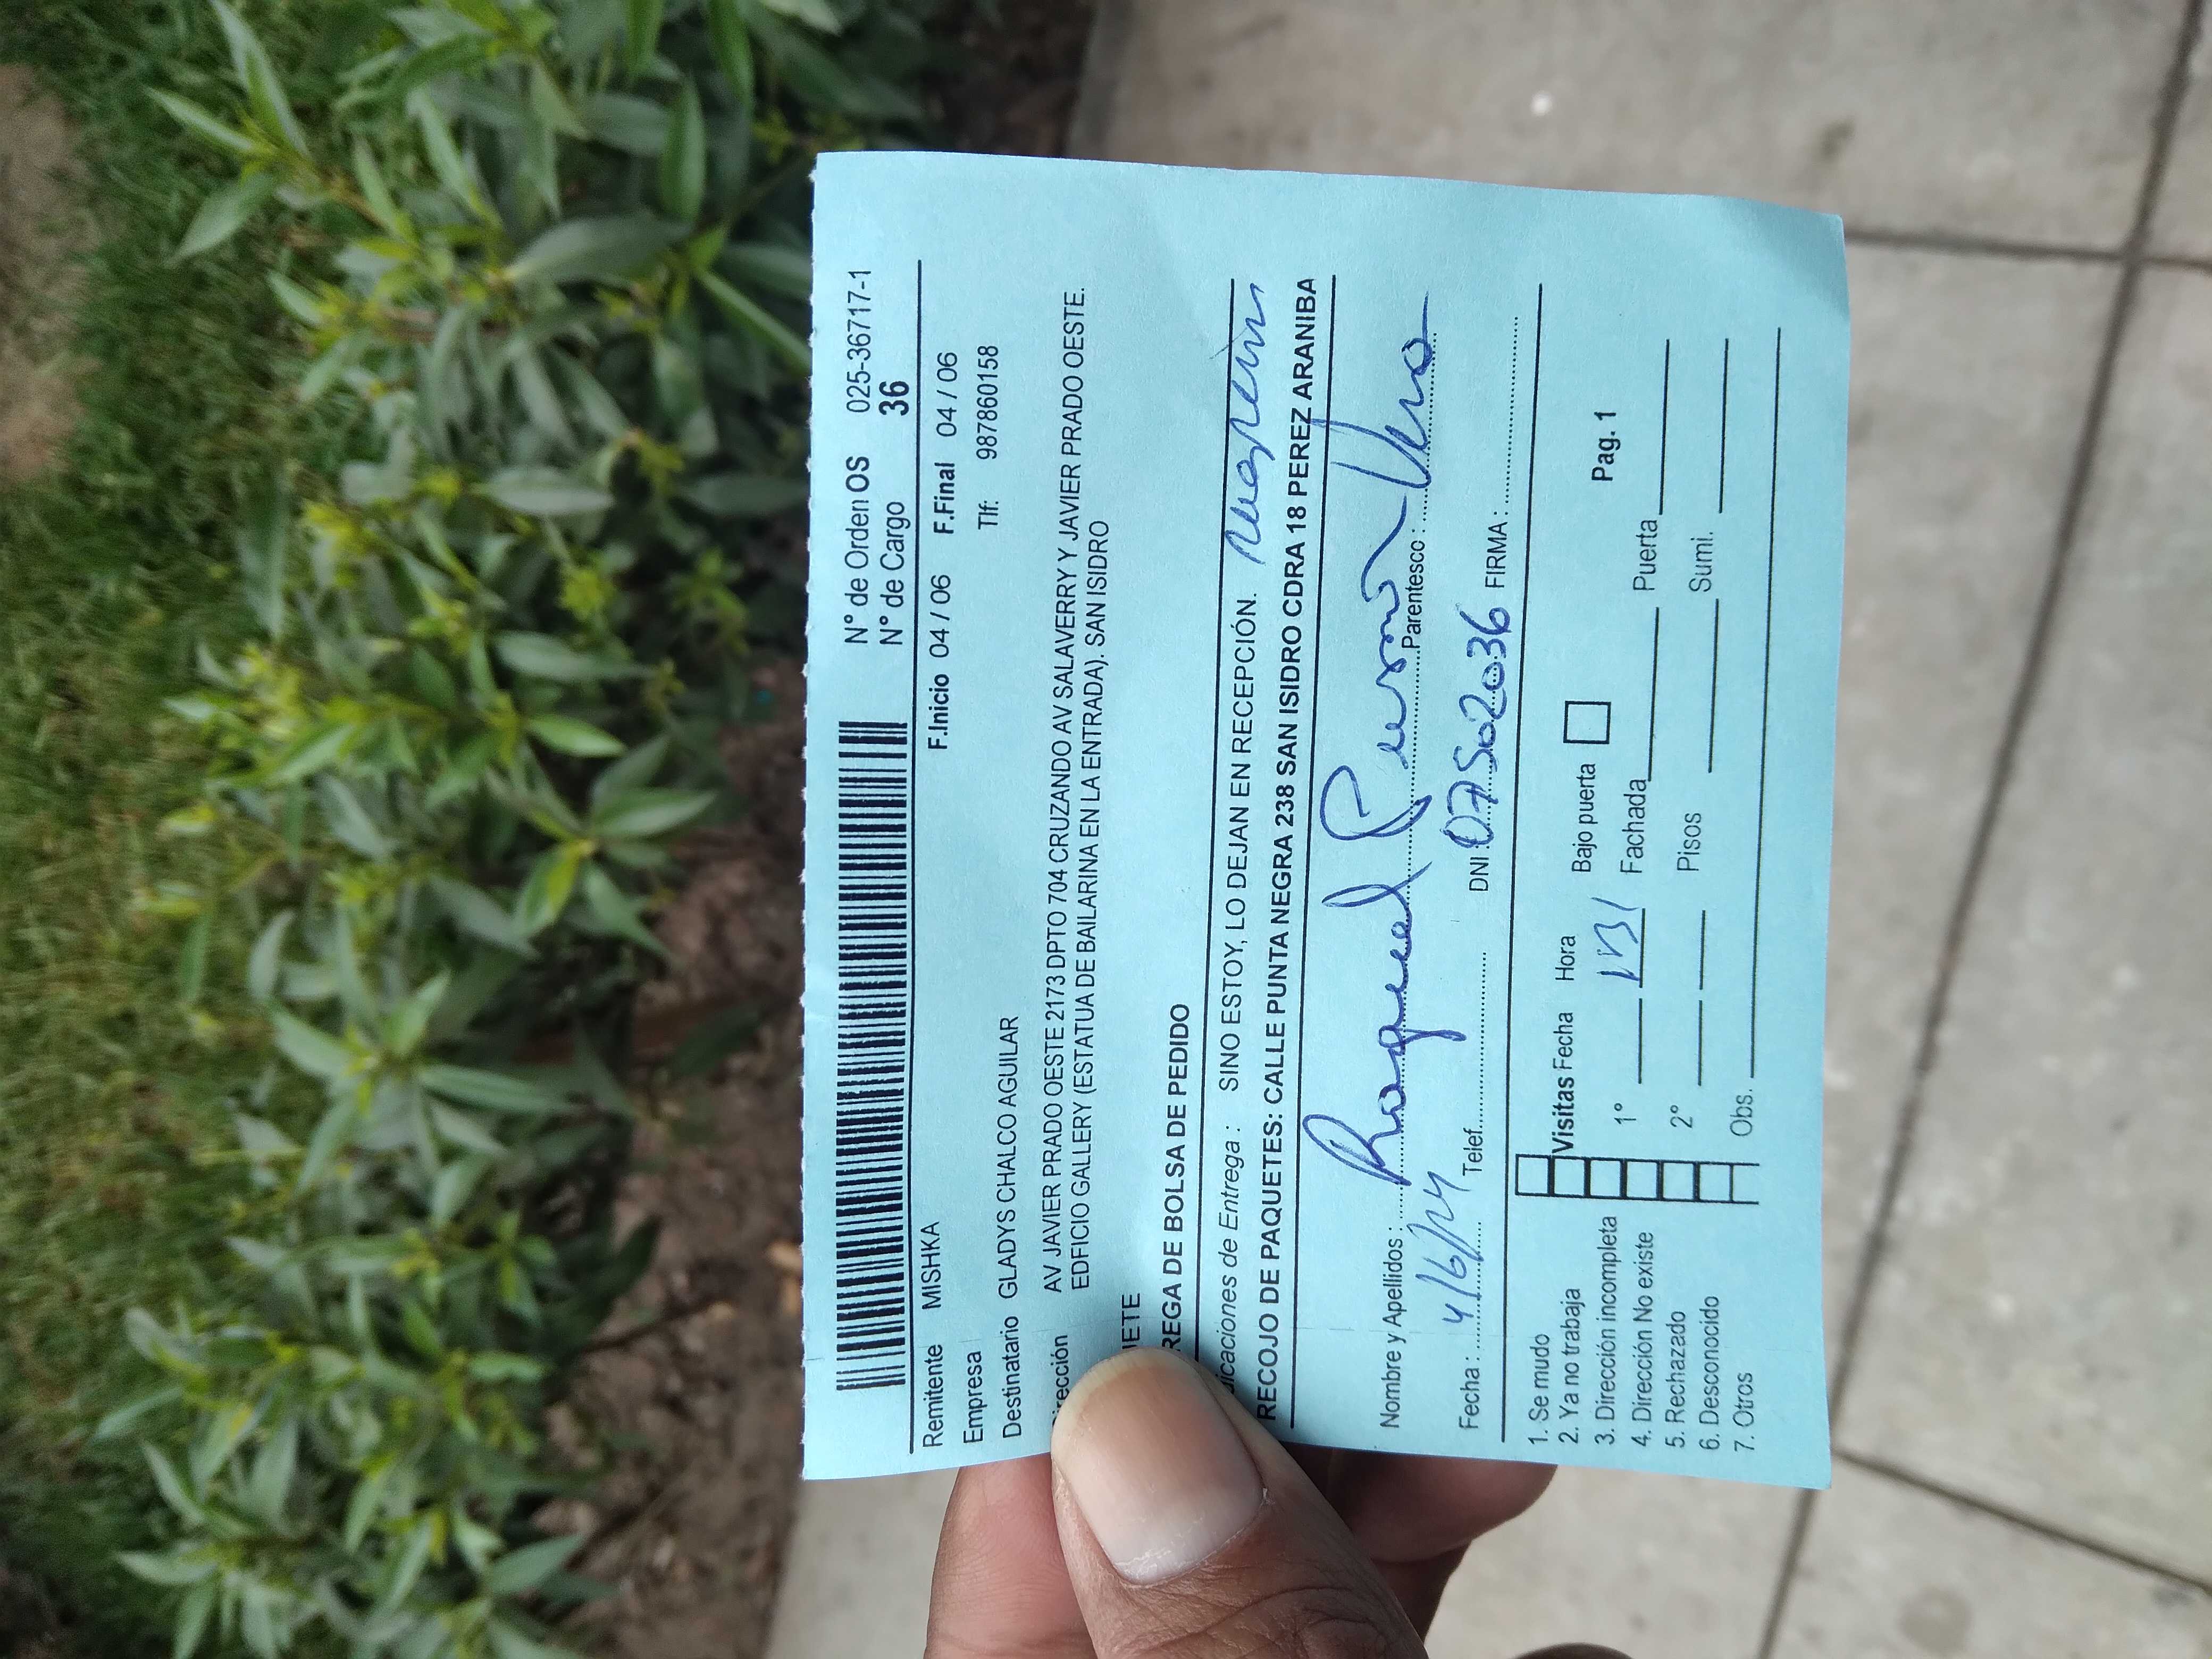 N° de Orden OS 025-36717-1
N° de Cargo 36
Remitente MISHKA F.Inicio 04 / 06 F.Final 04 / 06
Empresa Tlf: 987860158
Destinatario GLADYS CHALCO AGUILAR
irección AV JAVIER PRADO OESTE 2173 DPTO 704 CRUZANDO AV SALAVERRY Y JAVIER PRADO OESTE.
EDIFICIO GALLERY (ESTATUA DE BAILARINA EN LA ENTRADA). SAN ISIDRO
UETE
REGA DE BOLSA DE PEDIDO
dicaciones de Entrega : SINO ESTOY, LO DEJAN EN RECEPCIÓN.
RECOJO DE PAQUETES: CALLE PUNTA NEGRA 238 SAN ISIDRO CDRA 18 PEREZ ARANIBA
Nombre y Apellidos : Raquel Parentesco :
Fecha : 4/6/24 Telef. DNI : 07502036 FIRMA :
1. Se mudo
2. Ya no trabaja Visitas Fecha Hora Bajo puerta
3. Dirección incompleta Pag. 1
4. Dirección No existe 1° Fachada Puerta
5. Rechazado
6. Desconocido 2° Pisos Sumi.
7. Otros Obs.